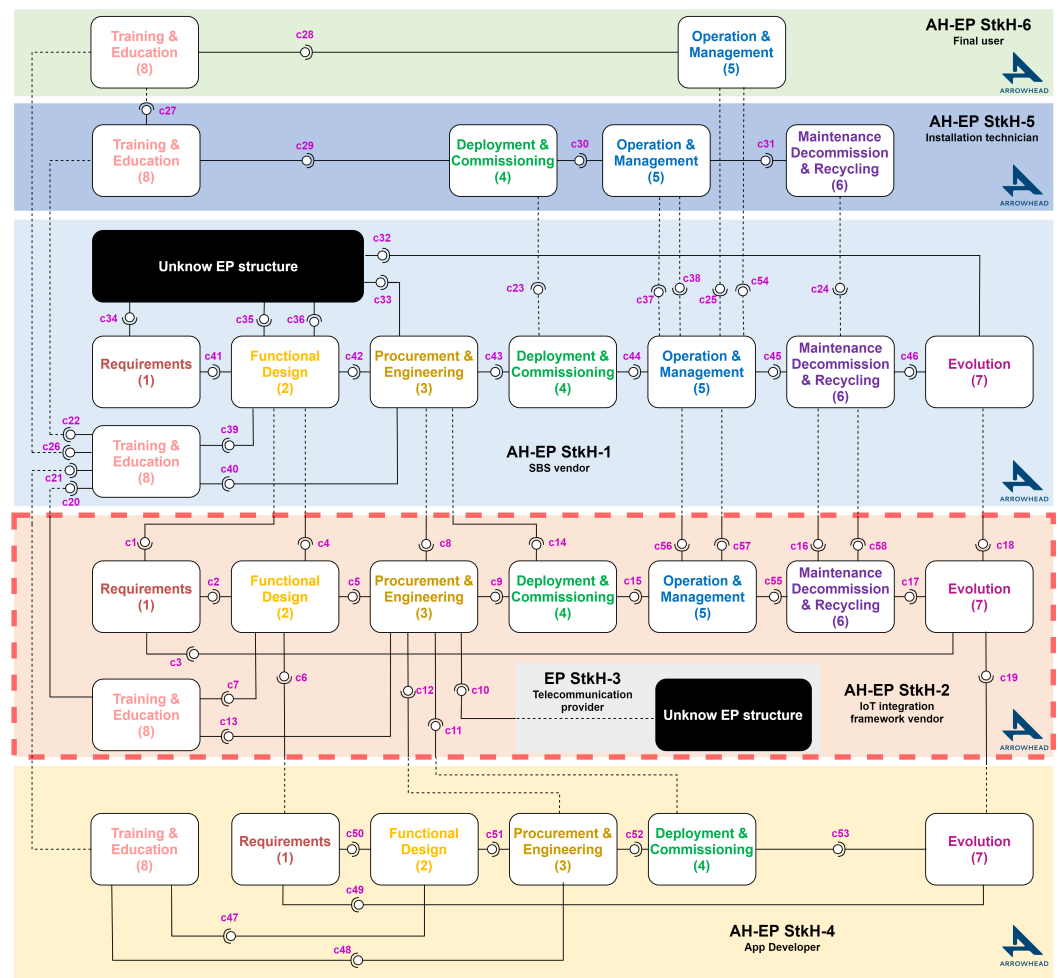 AH-EP StkH-6
Final user
ARROWHEAD
Training &
Education
(8)
c28
Operation &
Management
(5)
c27
AH-EP StkH-5
Installation technician
ARROWHEAD
Training &
Education
(8)
c29
Deployment &
Commissioning
(4)
c30
Operation &
Management
(5)
c31
Maintenance
Decommission
& Recycling
(6)
Unknow EP structure
c32
c33
c34
c35
c36
c23
c37
c38
c25
c54
c24
Requirements
(1)
c41
Functional
Design
(2)
c42
Procurement &
Engineering
(3)
c43
Deployment &
Commissioning
(4)
c44
Operation &
Management
(5)
c45
Maintenance
Decommission
& Recycling
(6)
c46
Evolution
(7)
c22
c26
c21
c20
Training &
Education
(8)
c39
c40
AH-EP StkH-1
SBS vendor
ARROWHEAD
c1
c4
c8
c14
c56
c57
c16
c58
c18
Requirements
(1)
c2
Functional
Design
(2)
c5
Procurement &
Engineering
(3)
c9
Deployment &
Commissioning
(4)
c15
Operation &
Management
(5)
c55
Maintenance
Decommission
& Recycling
(6)
c17
Evolution
(7)
c3
c6
c12
c10
c11
c19
Training &
Education
(8)
c7
c13
EP StkH-3
Telecommunication
provider
Unknow EP structure
AH-EP StkH-2
IoT integration
framework vendor
ARROWHEAD
Training &
Education
(8)
Requirements
(1)
c50
Functional
Design
(2)
c51
Procurement &
Engineering
(3)
c52
Deployment &
Commissioning
(4)
c53
Evolution
(7)
c49
c47
c48
AH-EP StkH-4
App Developer
ARROWHEAD